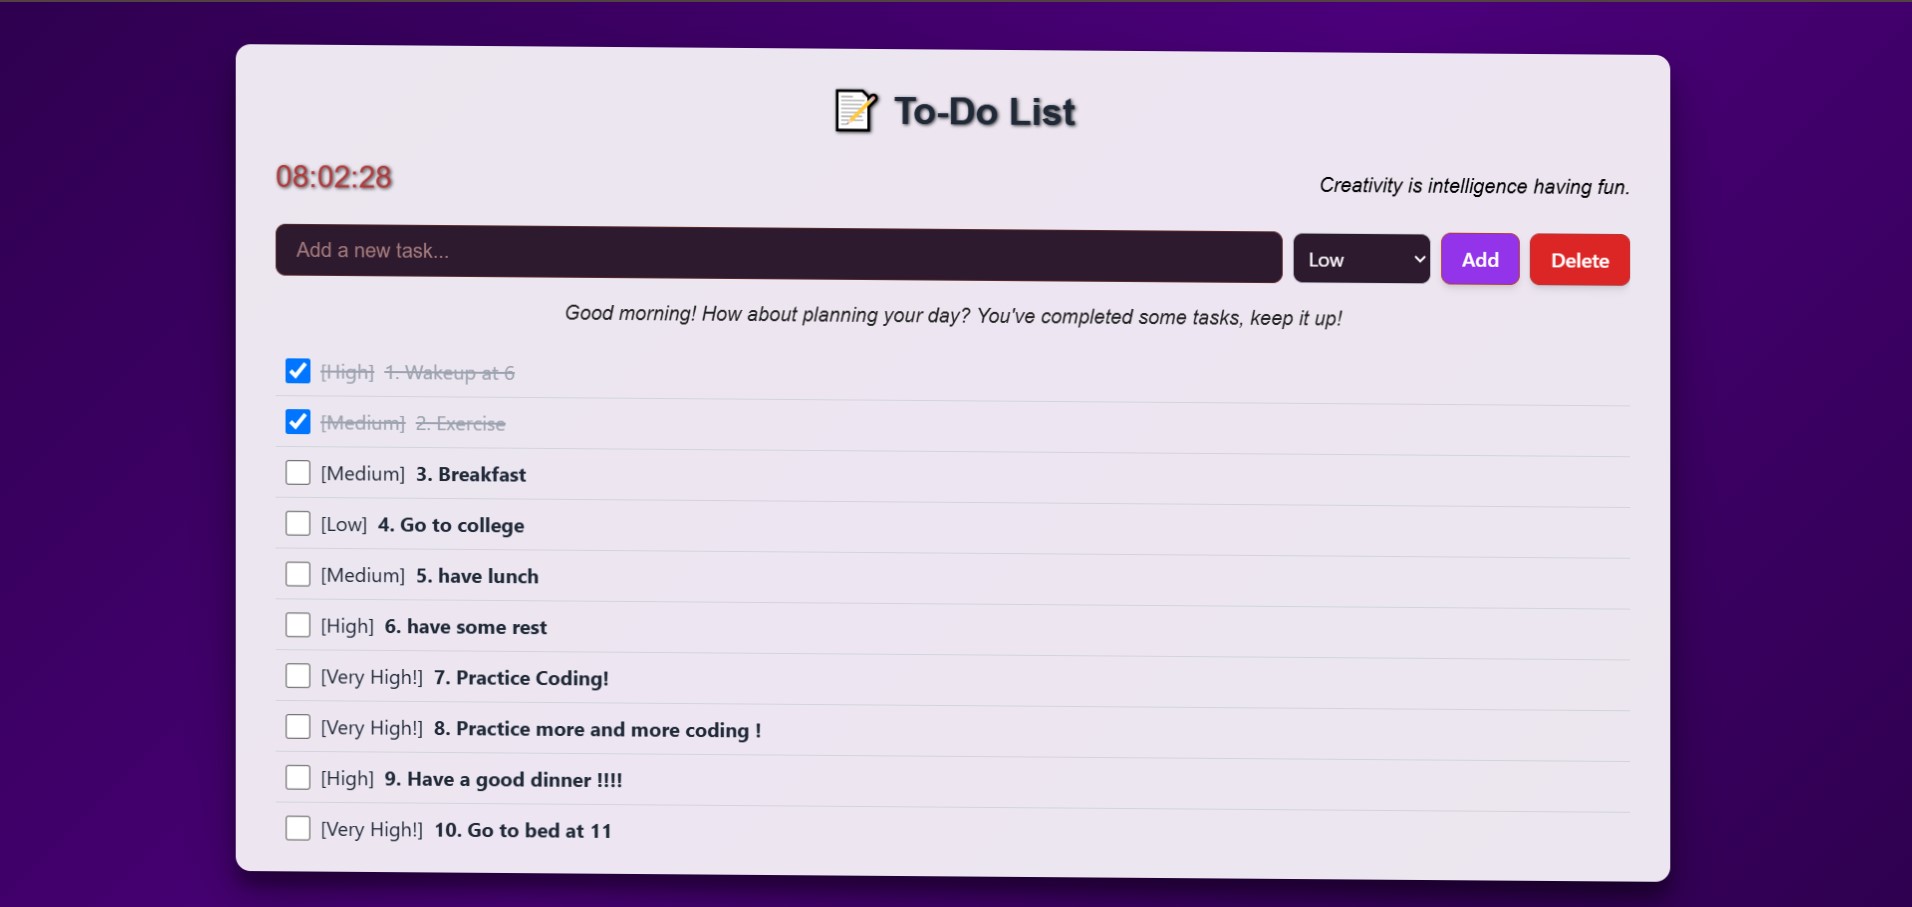 📝 To-Do List
08:02:28
Creativity is intelligence having fun.
Add a new task...
Low
Add
Delete
Good morning! How about planning your day? You've completed some tasks, keep it up!
[High] 1. Wakeup at 6
[Medium] 2. Exercise
[Medium] 3. Breakfast
[Low] 4. Go to college
[Medium] 5. have lunch
[High] 6. have some rest
[Very High!] 7. Practice Coding!
[Very High!] 8. Practice more and more coding !
[High] 9. Have a good dinner !!!!
[Very High!] 10. Go to bed at 11